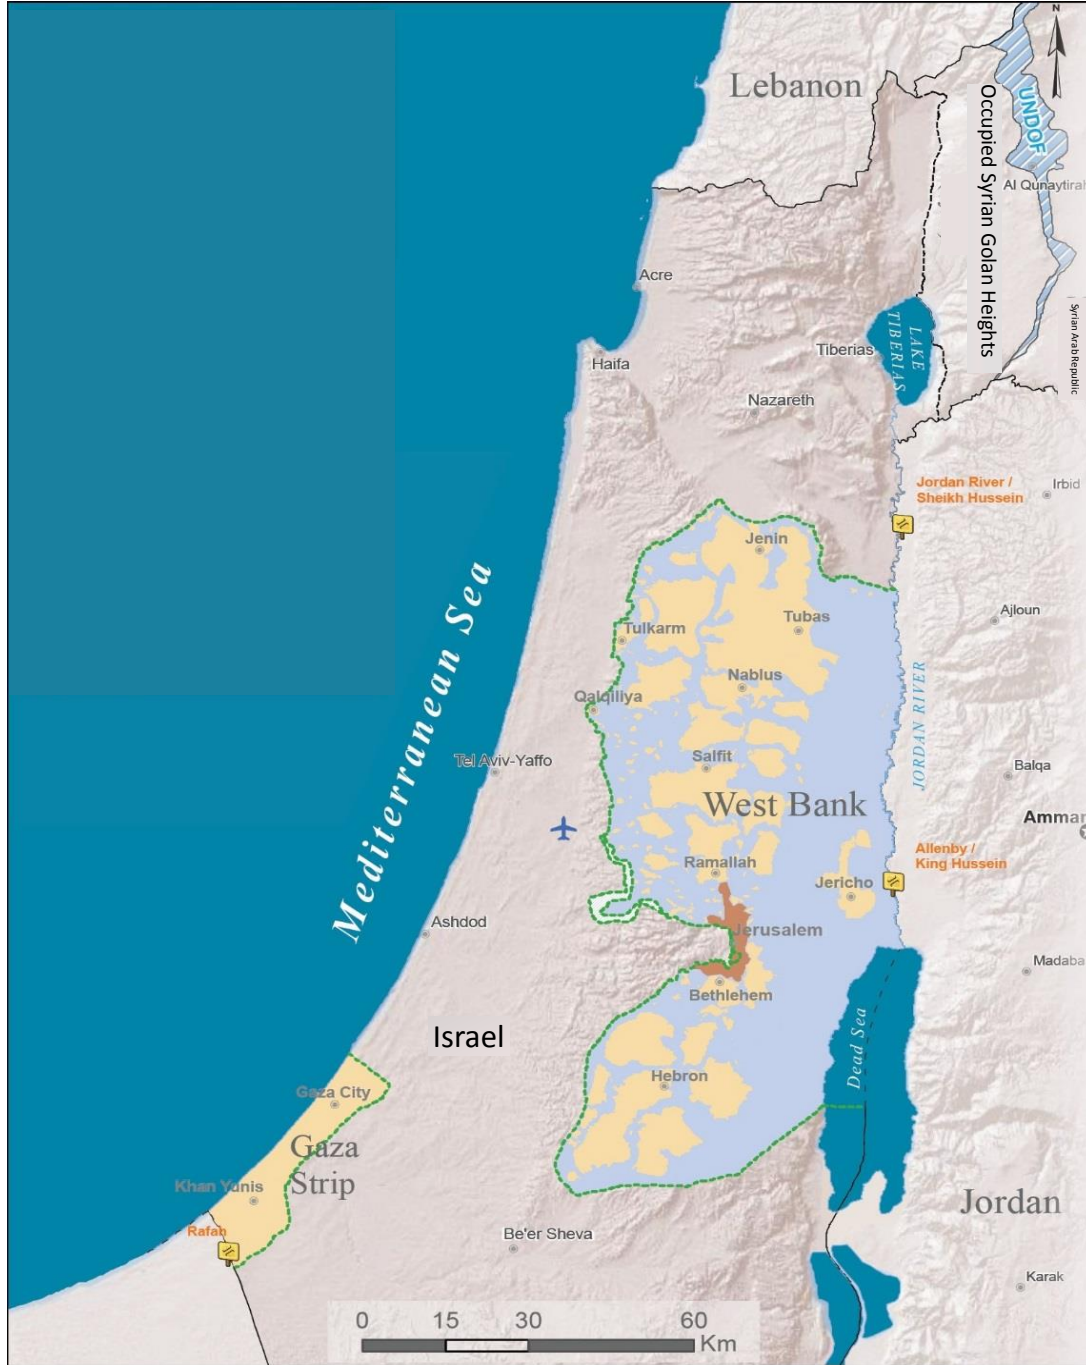 N
Lebanon
UNDOF
Occupied Syrian Golan Heights
Al Qunaytirah
Acre
Syrian Arab Republic
LAKE
TIBERIAS
Tiberias
Haifa
Nazareth
Jordan River /
Sheikh Hussein
Irbid
Jenin
Mediterranean Sea
Ajloun
Tubas
Tulkarm
JORDAN RIVER
Nablus
Qalqiliya
Salfit
Tel Aviv-Yaffo
Balqa
West Bank
Amman
Allenby /
King Hussein
Ramallah
Jericho
Ashdod
Jerusalem
Madaba
Bethlehem
Dead Sea
Israel
Hebron
Gaza City
Gaza
Strip
Khan Yunis
Jordan
Rafah
Be'er Sheva
Karak
0 15 30 60
Km